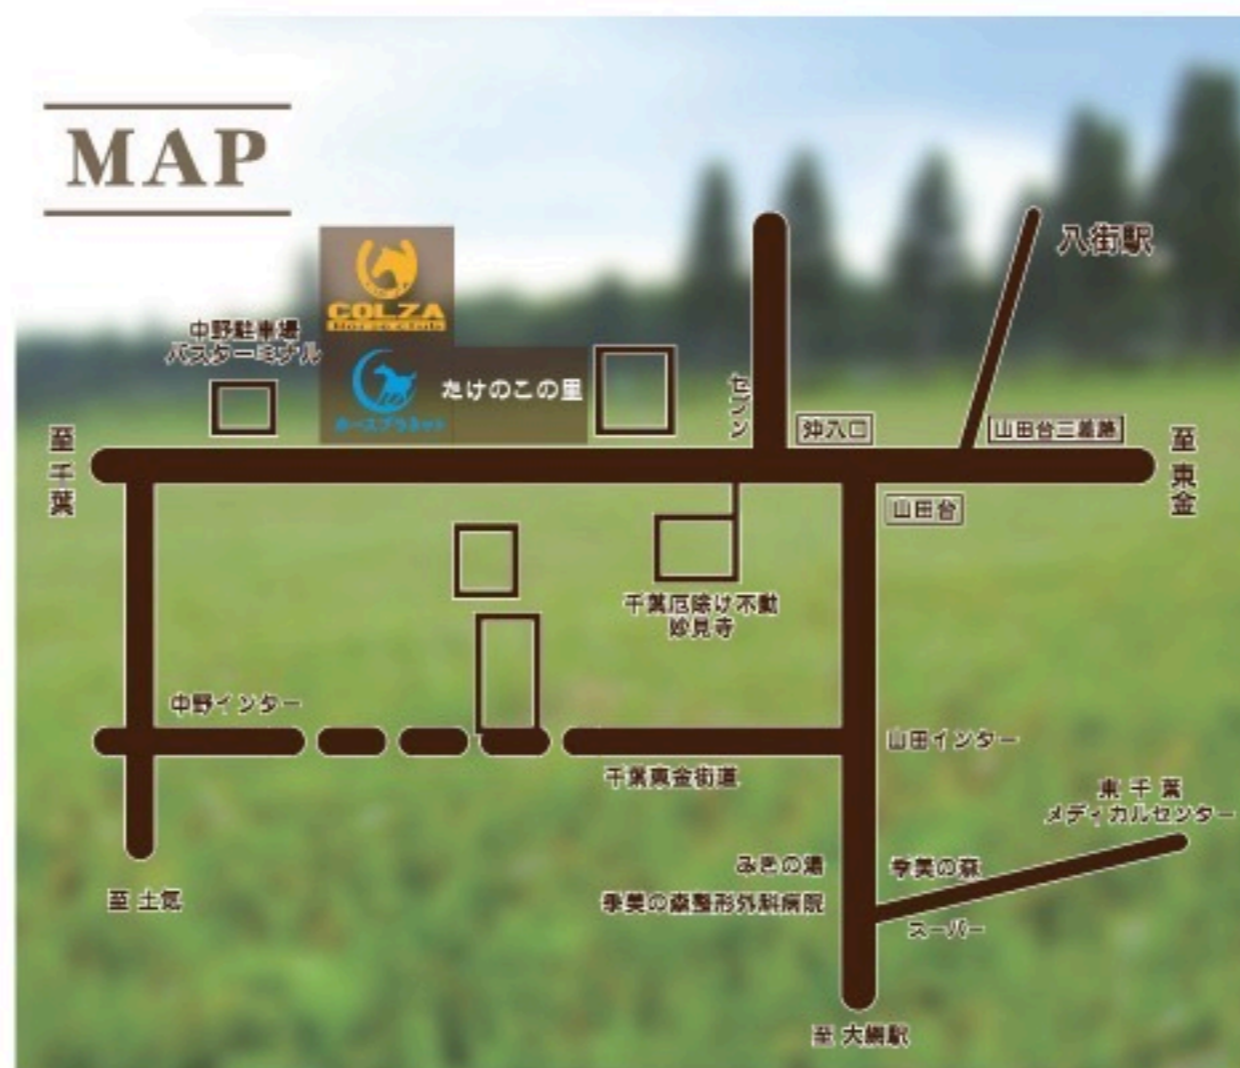 MAP
八街駅
COLZA
Horse Club
中野駐車場
バスターミナル
ホースプラネット
たけのこの里
セブン
沖入口
山田台三差路
至千葉
至東金
山田台
千葉厄除け不動
妙見寺
中野インター
山田インター
千葉東金街道
東千葉
メディカルセンター
みきの湯
季美の森
至 土気
季美の森整形外科病院
スーパー
至 大網駅